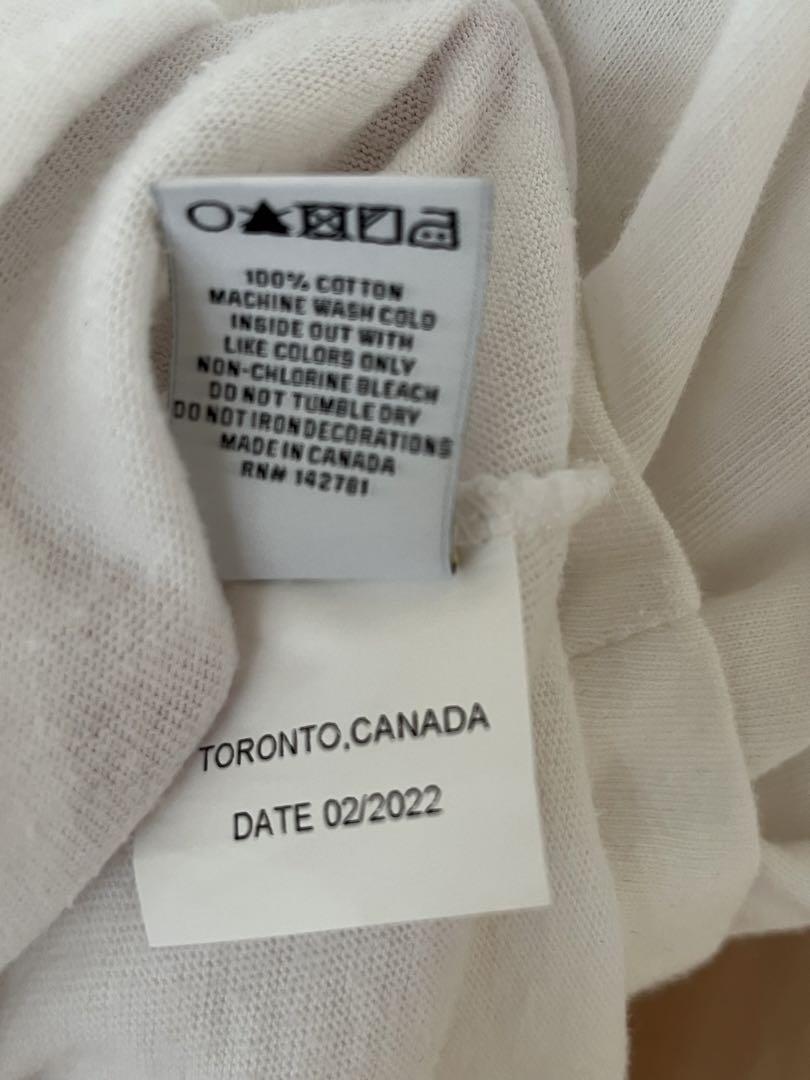 100% COTTON
MACHINE WASH COLD
INSIDE OUT WITH
LIKE COLORS ONLY
NON-CHLORINE BLEACH
DO NOT TUMBLE DRY
DO NOT IRON DECORATIONS
MADE IN CANADA
RN# 142781
TORONTO,CANADA
DATE 02/2022